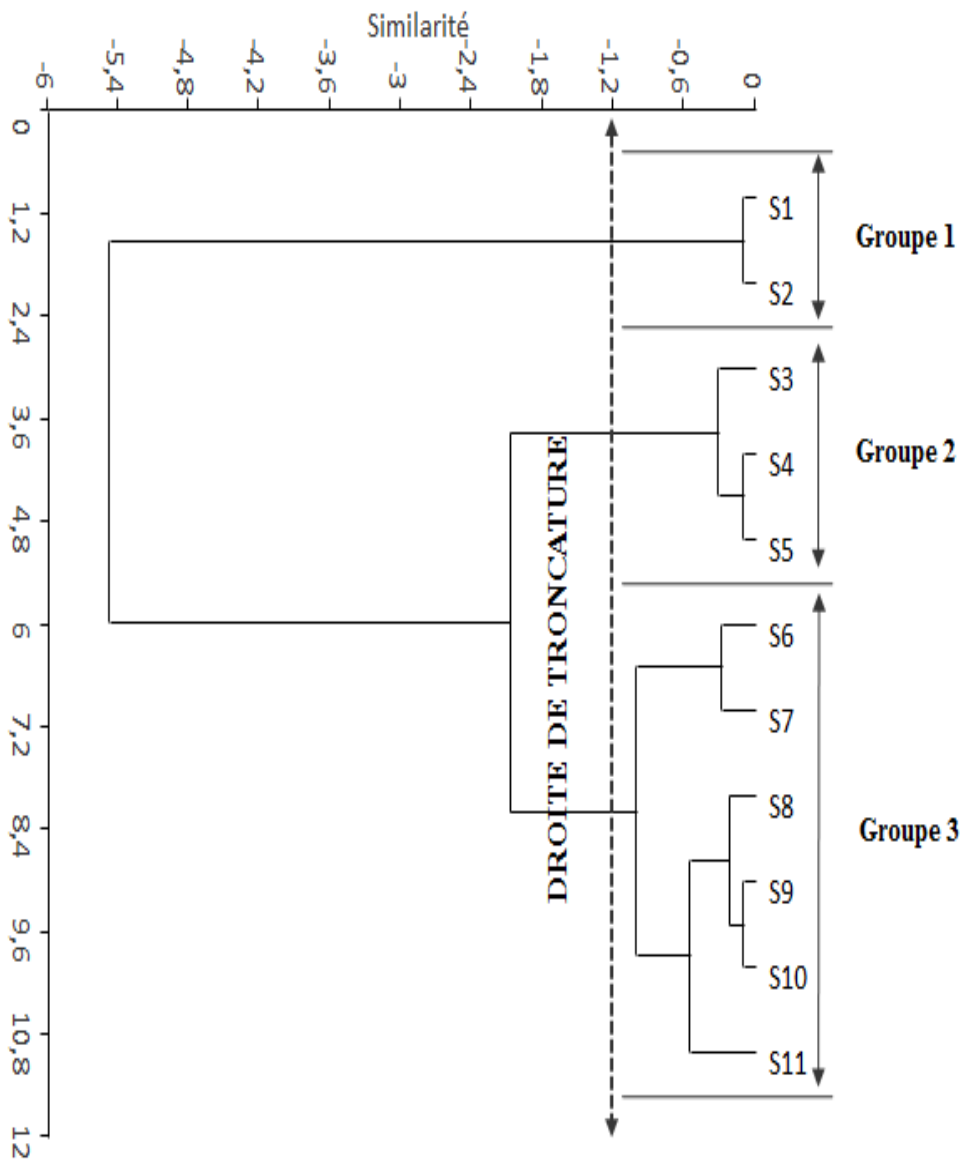 Similarité
-6
-5,4
-4,8
-4,2
-3,6
-3
-2,4
-1,8
-1,2
-0,6
0
0
1,2
2,4
3,6
4,8
6
7,2
8,4
9,6
10,8
12
S1
S2
S3
S4
S5
S6
S7
S8
S9
S10
S11
Groupe 1
Groupe 2
Groupe 3
DROITE DE TRONCATURE